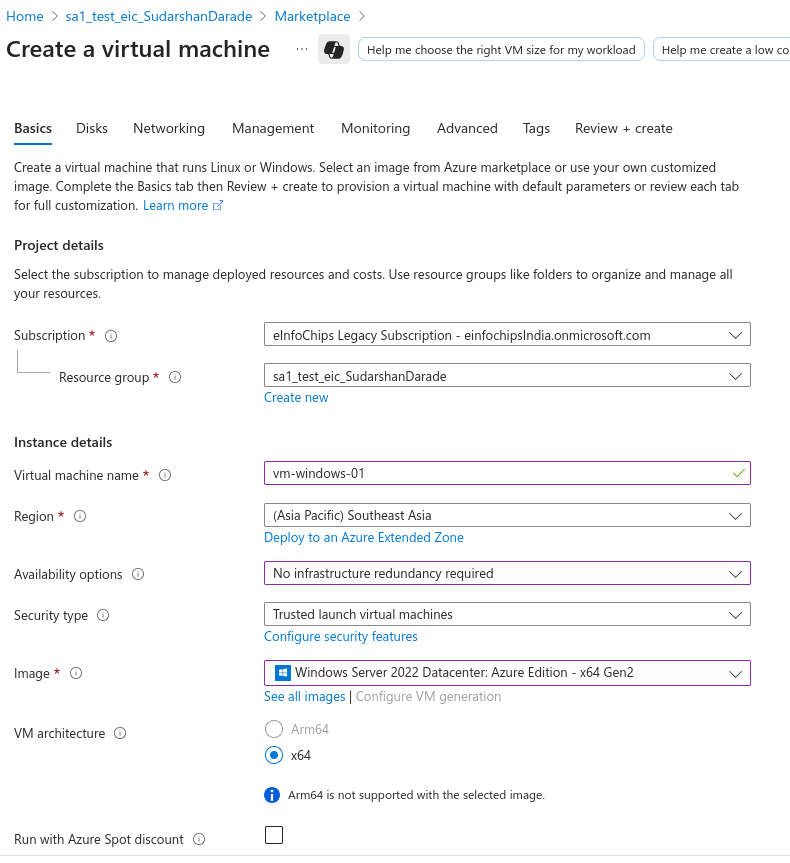 Home > sa1_test_eic_SudarshanDarade > Marketplace >
Create a virtual machine ... Help me choose the right VM size for my workload Help me create a low co
Basics Disks Networking Management Monitoring Advanced Tags Review + create
Create a virtual machine that runs Linux or Windows. Select an image from Azure marketplace or use your own customized
image. Complete the Basics tab then Review + create to provision a virtual machine with default parameters or review each tab
for full customization. Learn more
Project details
Select the subscription to manage deployed resources and costs. Use resource groups like folders to organize and manage all
your resources.
Subscription * eInfoChips Legacy Subscription - einfochipsIndia.onmicrosoft.com
Resource group * sa1_test_eic_SudarshanDarade
Create new
Instance details
Virtual machine name * vm-windows-01
Region * (Asia Pacific) Southeast Asia
Deploy to an Azure Extended Zone
Availability options No infrastructure redundancy required
Security type Trusted launch virtual machines
Configure security features
Image * Windows Server 2022 Datacenter: Azure Edition - x64 Gen2
See all images | Configure VM generation
VM architecture Arm64
x64
Arm64 is not supported with the selected image.
Run with Azure Spot discount